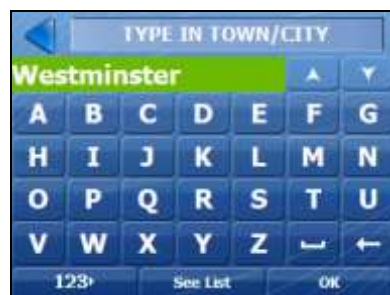 TYPE IN TOWN/CITY
Westminster
A B C D E F G
H I J K L M N
O P Q R S T U
V W X Y Z
123 See List OK